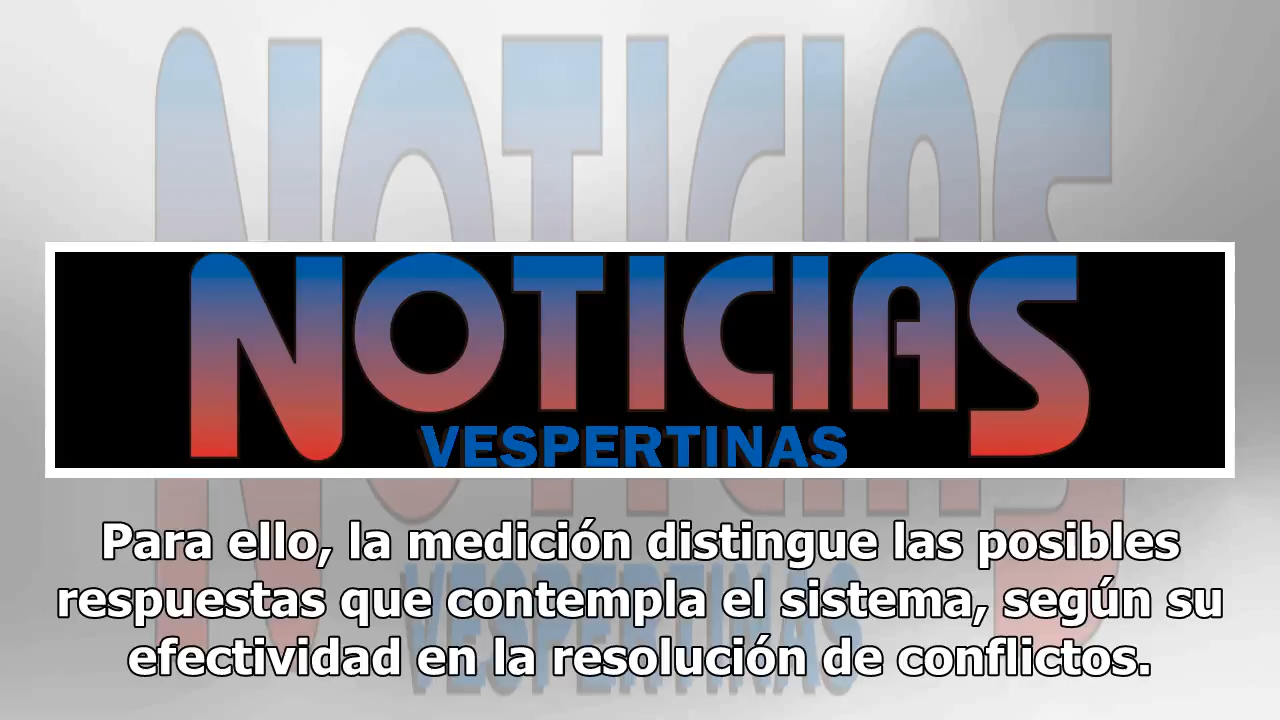 NOTICIAS
VESPERTINAS
Para ello, la medición distingue las posibles
respuestas que contempla el sistema, según su
efectividad en la resolución de conflictos.